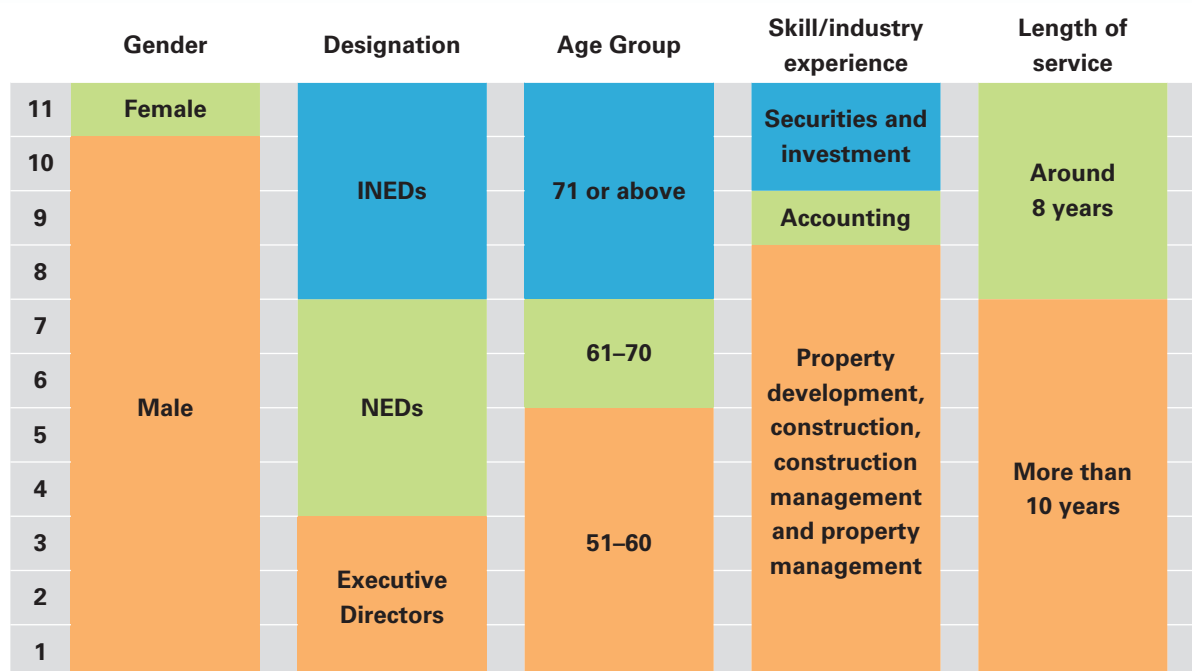 Gender
Designation
Age Group
Skill/industry
experience
Length of
service
11
10
9
8
7
6
5
4
3
2
1
Female
Male
INEDs
NEDs
Executive
Directors
71 or above
61–70
51–60
Securities and
investment
Accounting
Property
development,
construction,
construction
management
and property
management
Around
8 years
More than
10 years